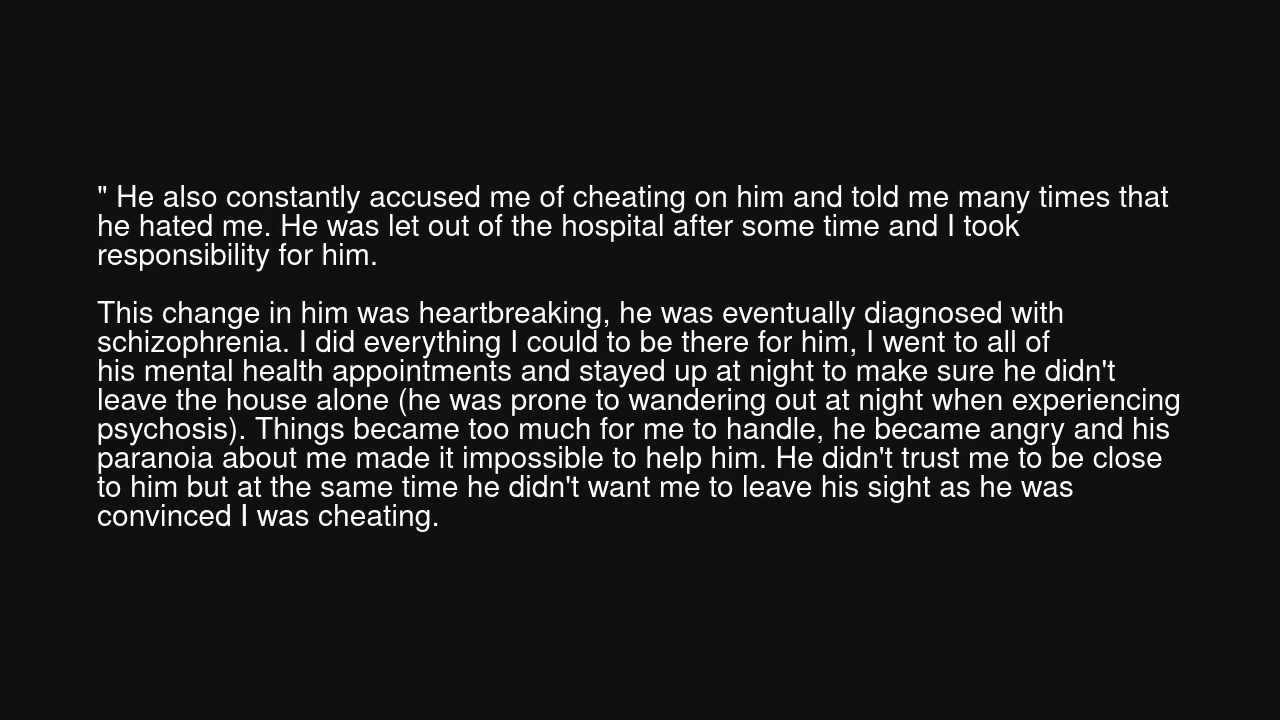 " He also constantly accused me of cheating on him and told me many times that
he hated me. He was let out of the hospital after some time and I took
responsibility for him.
This change in him was heartbreaking, he was eventually diagnosed with
schizophrenia. I did everything I could to be there for him, I went to all of
his mental health appointments and stayed up at night to make sure he didn't
leave the house alone (he was prone to wandering out at night when experiencing
psychosis). Things became too much for me to handle, he became angry and his
paranoia about me made it impossible to help him. He didn't trust me to be close
to him but at the same time he didn't want me to leave his sight as he was
convinced I was cheating.